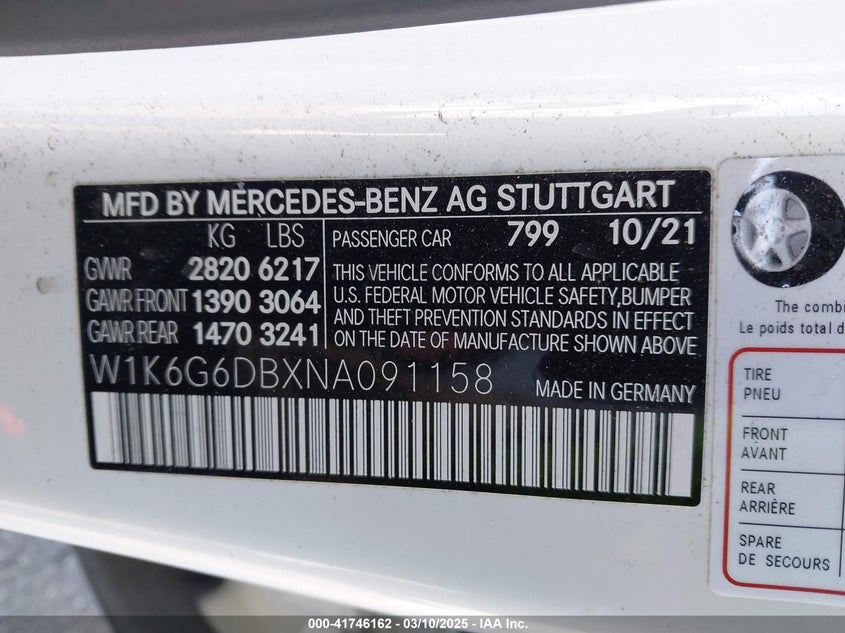 MFD BY MERCEDES-BENZ AG STUTTGART
KG LBS
GVWR 2820 6217
GAWR FRONT 1390 3064
GAWR REAR 1470 3241
PASSENGER CAR 799 10/21
THIS VEHICLE CONFORMS TO ALL APPLICABLE
U.S. FEDERAL MOTOR VEHICLE SAFETY,BUMPER
AND THEFT PREVENTION STANDARDS IN EFFECT
ON THE DATE OF MANUFACTURE SHOWN ABOVE.
W1K6G6DBXNA091158
MADE IN GERMANY
The combi
Le poids total d
TIRE
PNEU
FRONT
AVANT
REAR
ARRIÈRE
SPARE
DE SECOURS
000-41746162 — 03/10/2025 — IAA Inc.